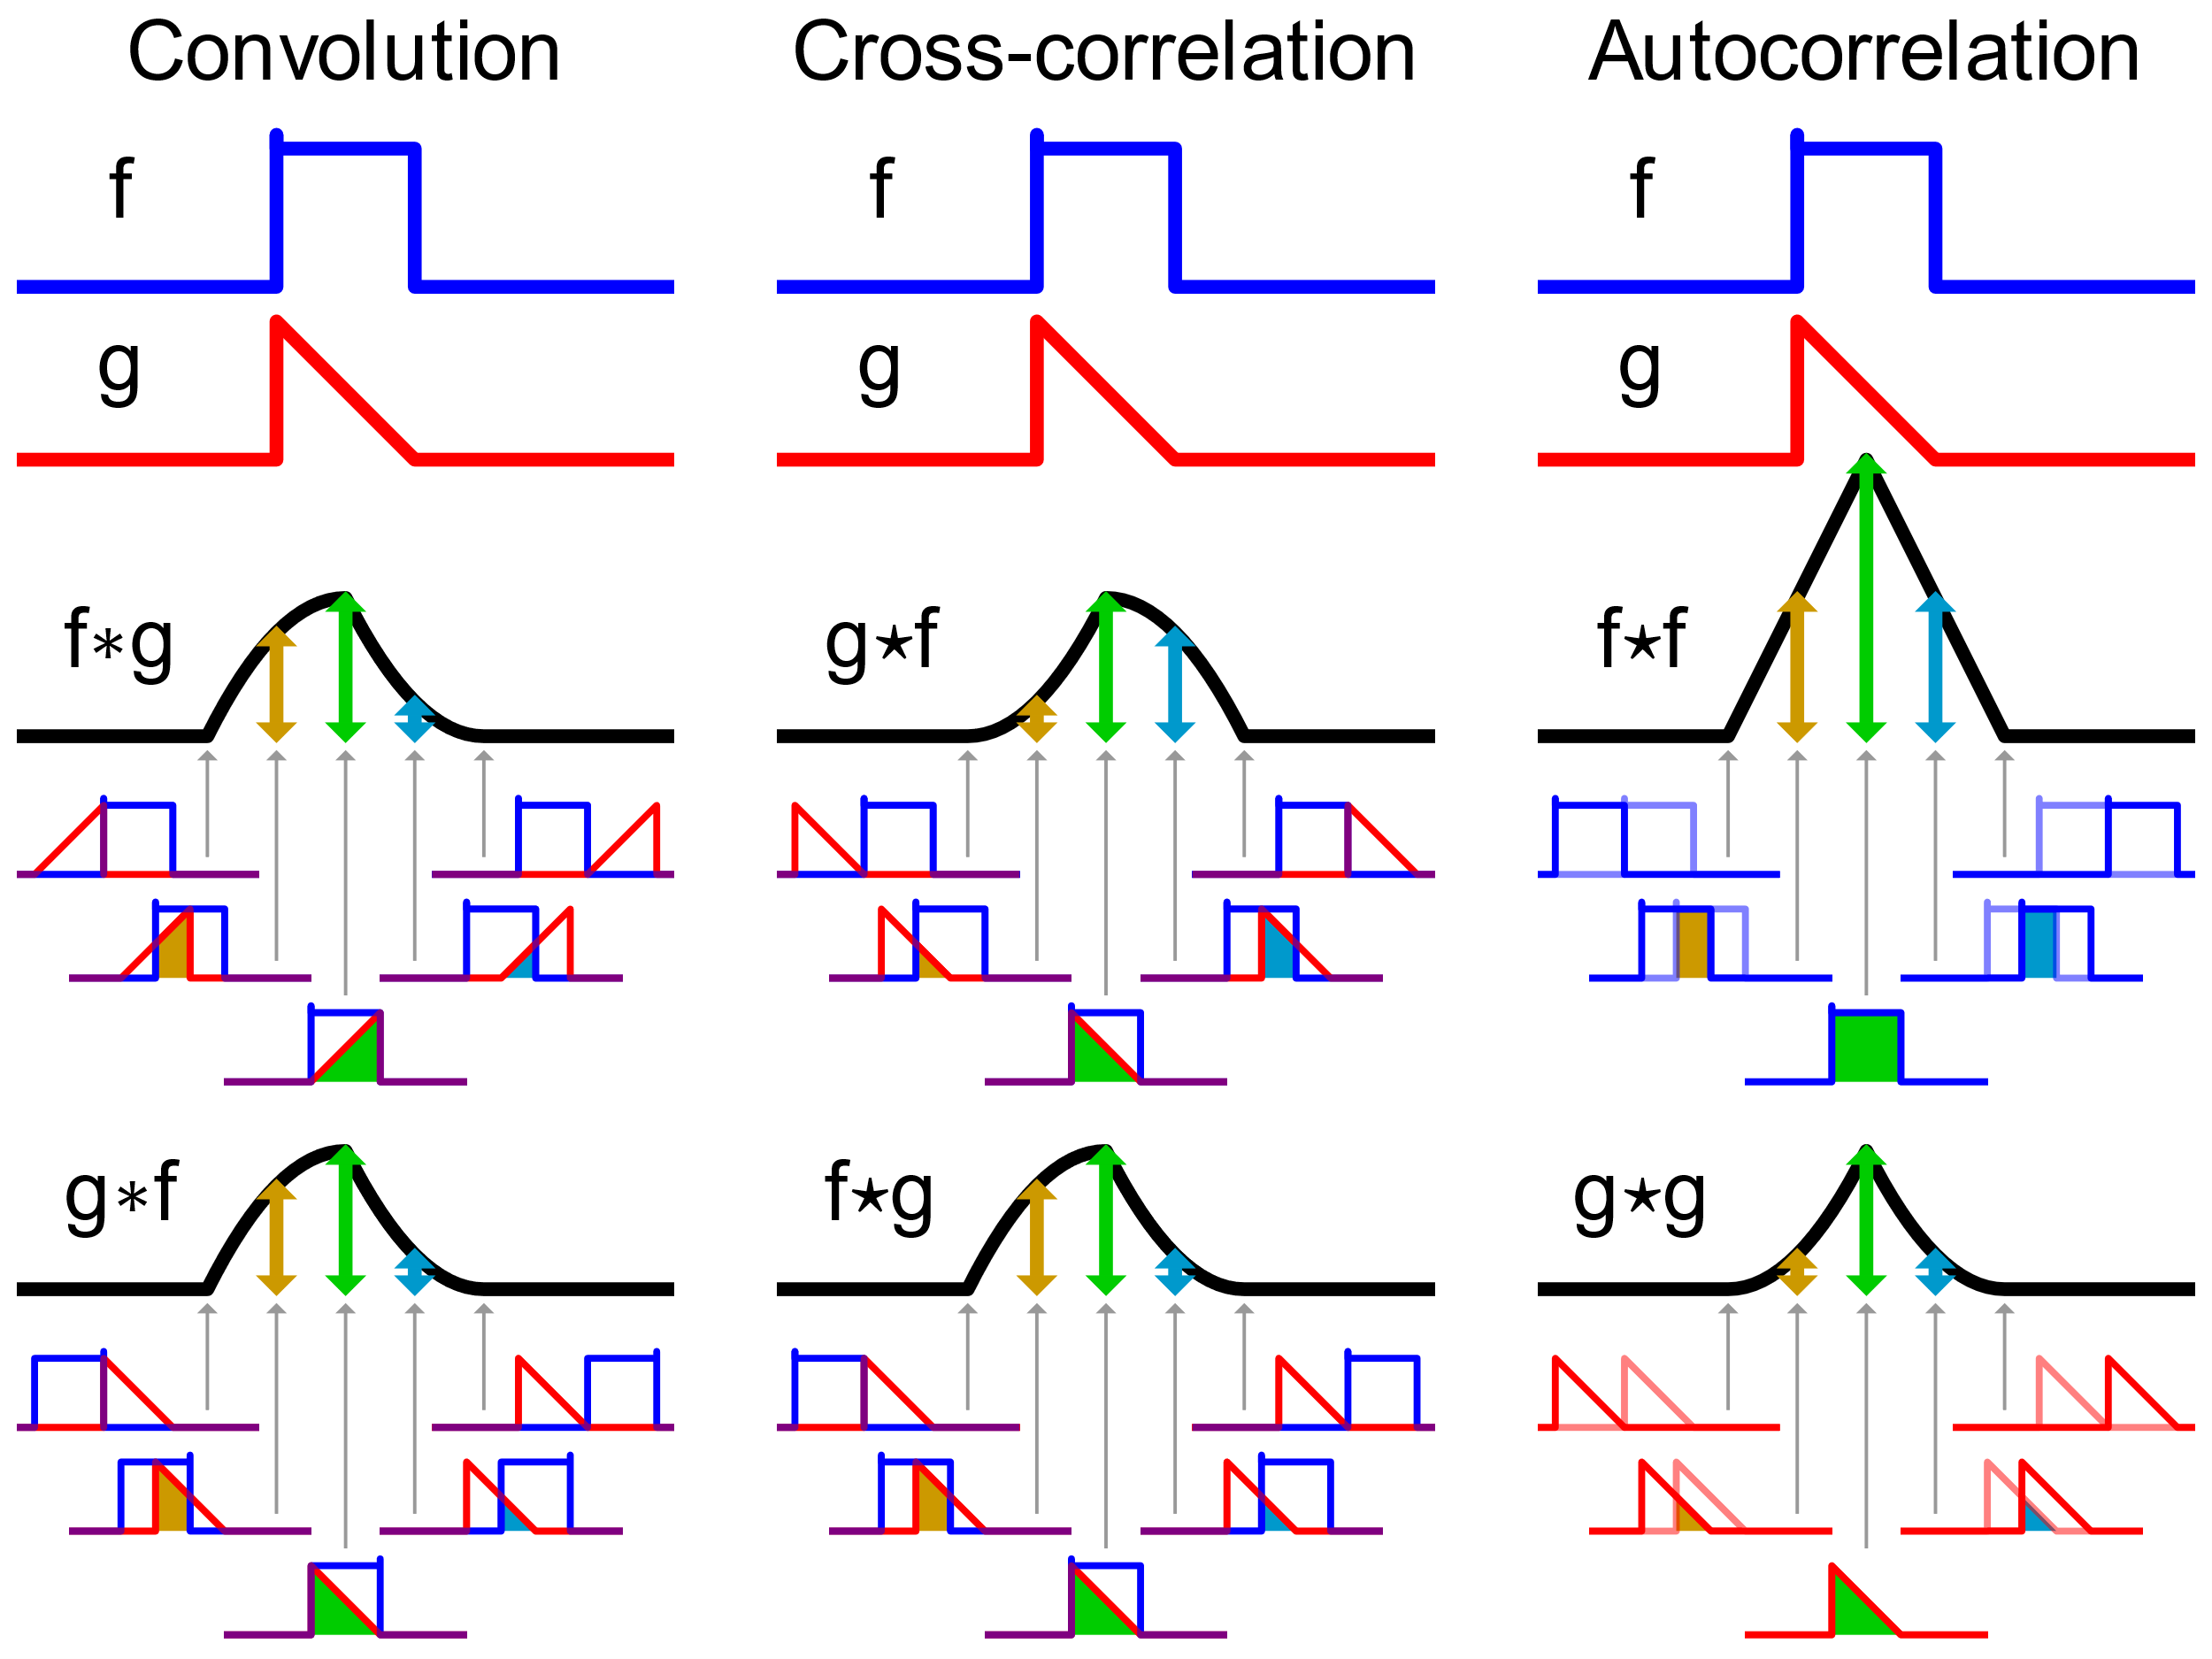 Convolution Cross-correlation Autocorrelation
f f f
g g g
f∗g g⋆f f⋆f
g∗f f⋆g g⋆g